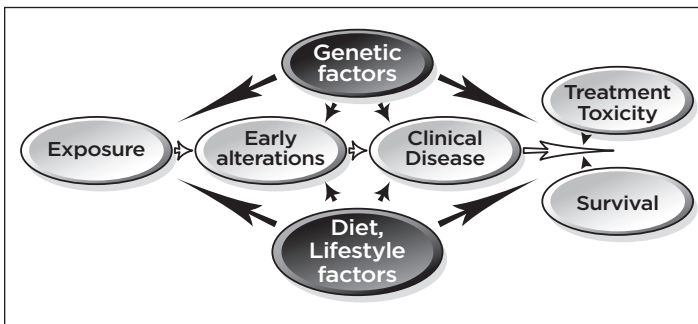 Genetic
factors
Treatment
Toxicity
Exposure
Early
alterations
Clinical
Disease
Survival
Diet,
Lifestyle
factors